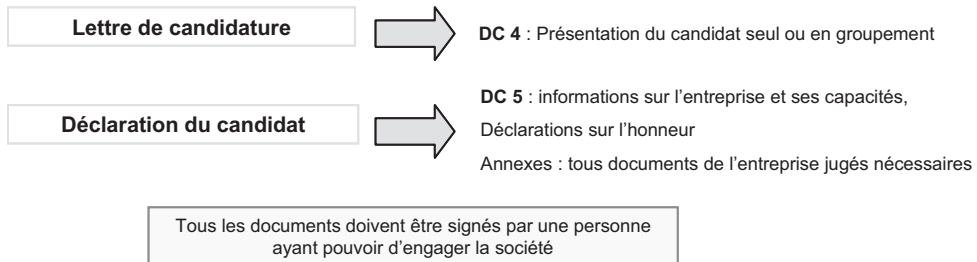 Lettre de candidature
DC 4 : Présentation du candidat seul ou en groupement
Déclaration du candidat
DC 5 : informations sur l’entreprise et ses capacités,
Déclarations sur l’honneur
Annexes : tous documents de l’entreprise jugés nécessaires
Tous les documents doivent être signés par une personne
ayant pouvoir d’engager la société